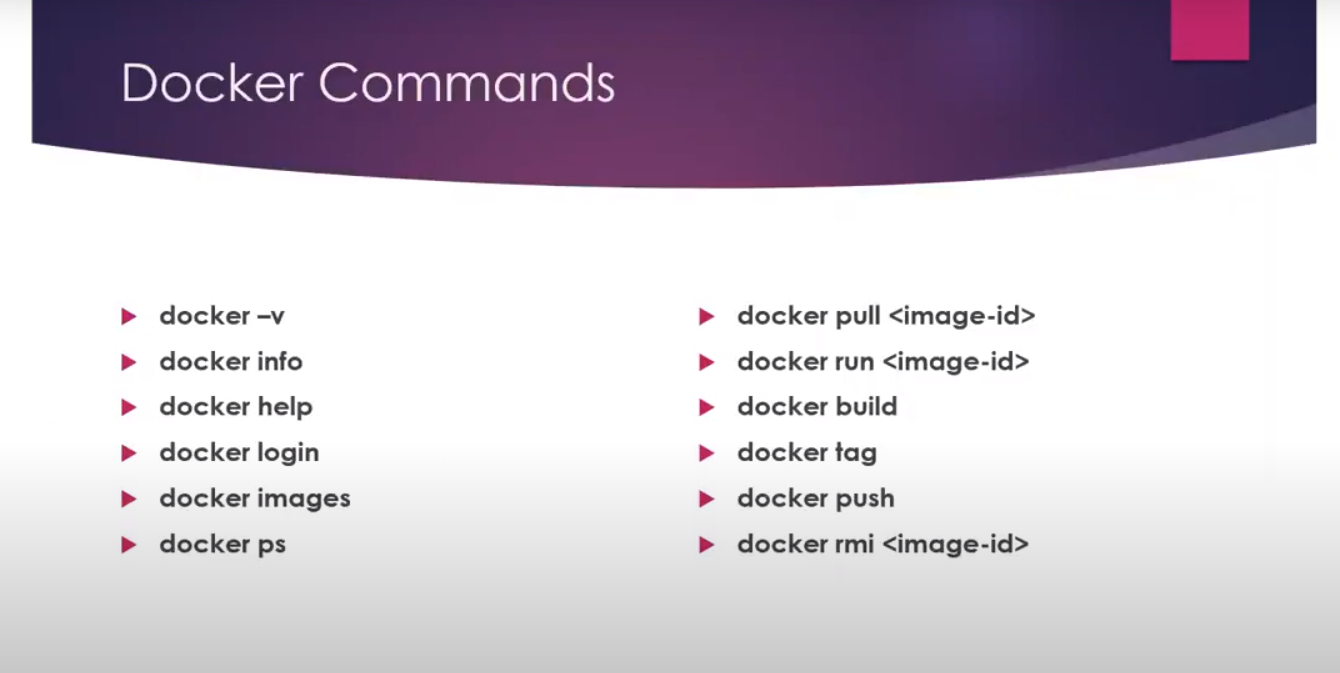 Docker Commands
docker –v
docker info
docker help
docker login
docker images
docker ps
docker pull <image-id>
docker run <image-id>
docker build
docker tag
docker push
docker rmi <image-id>